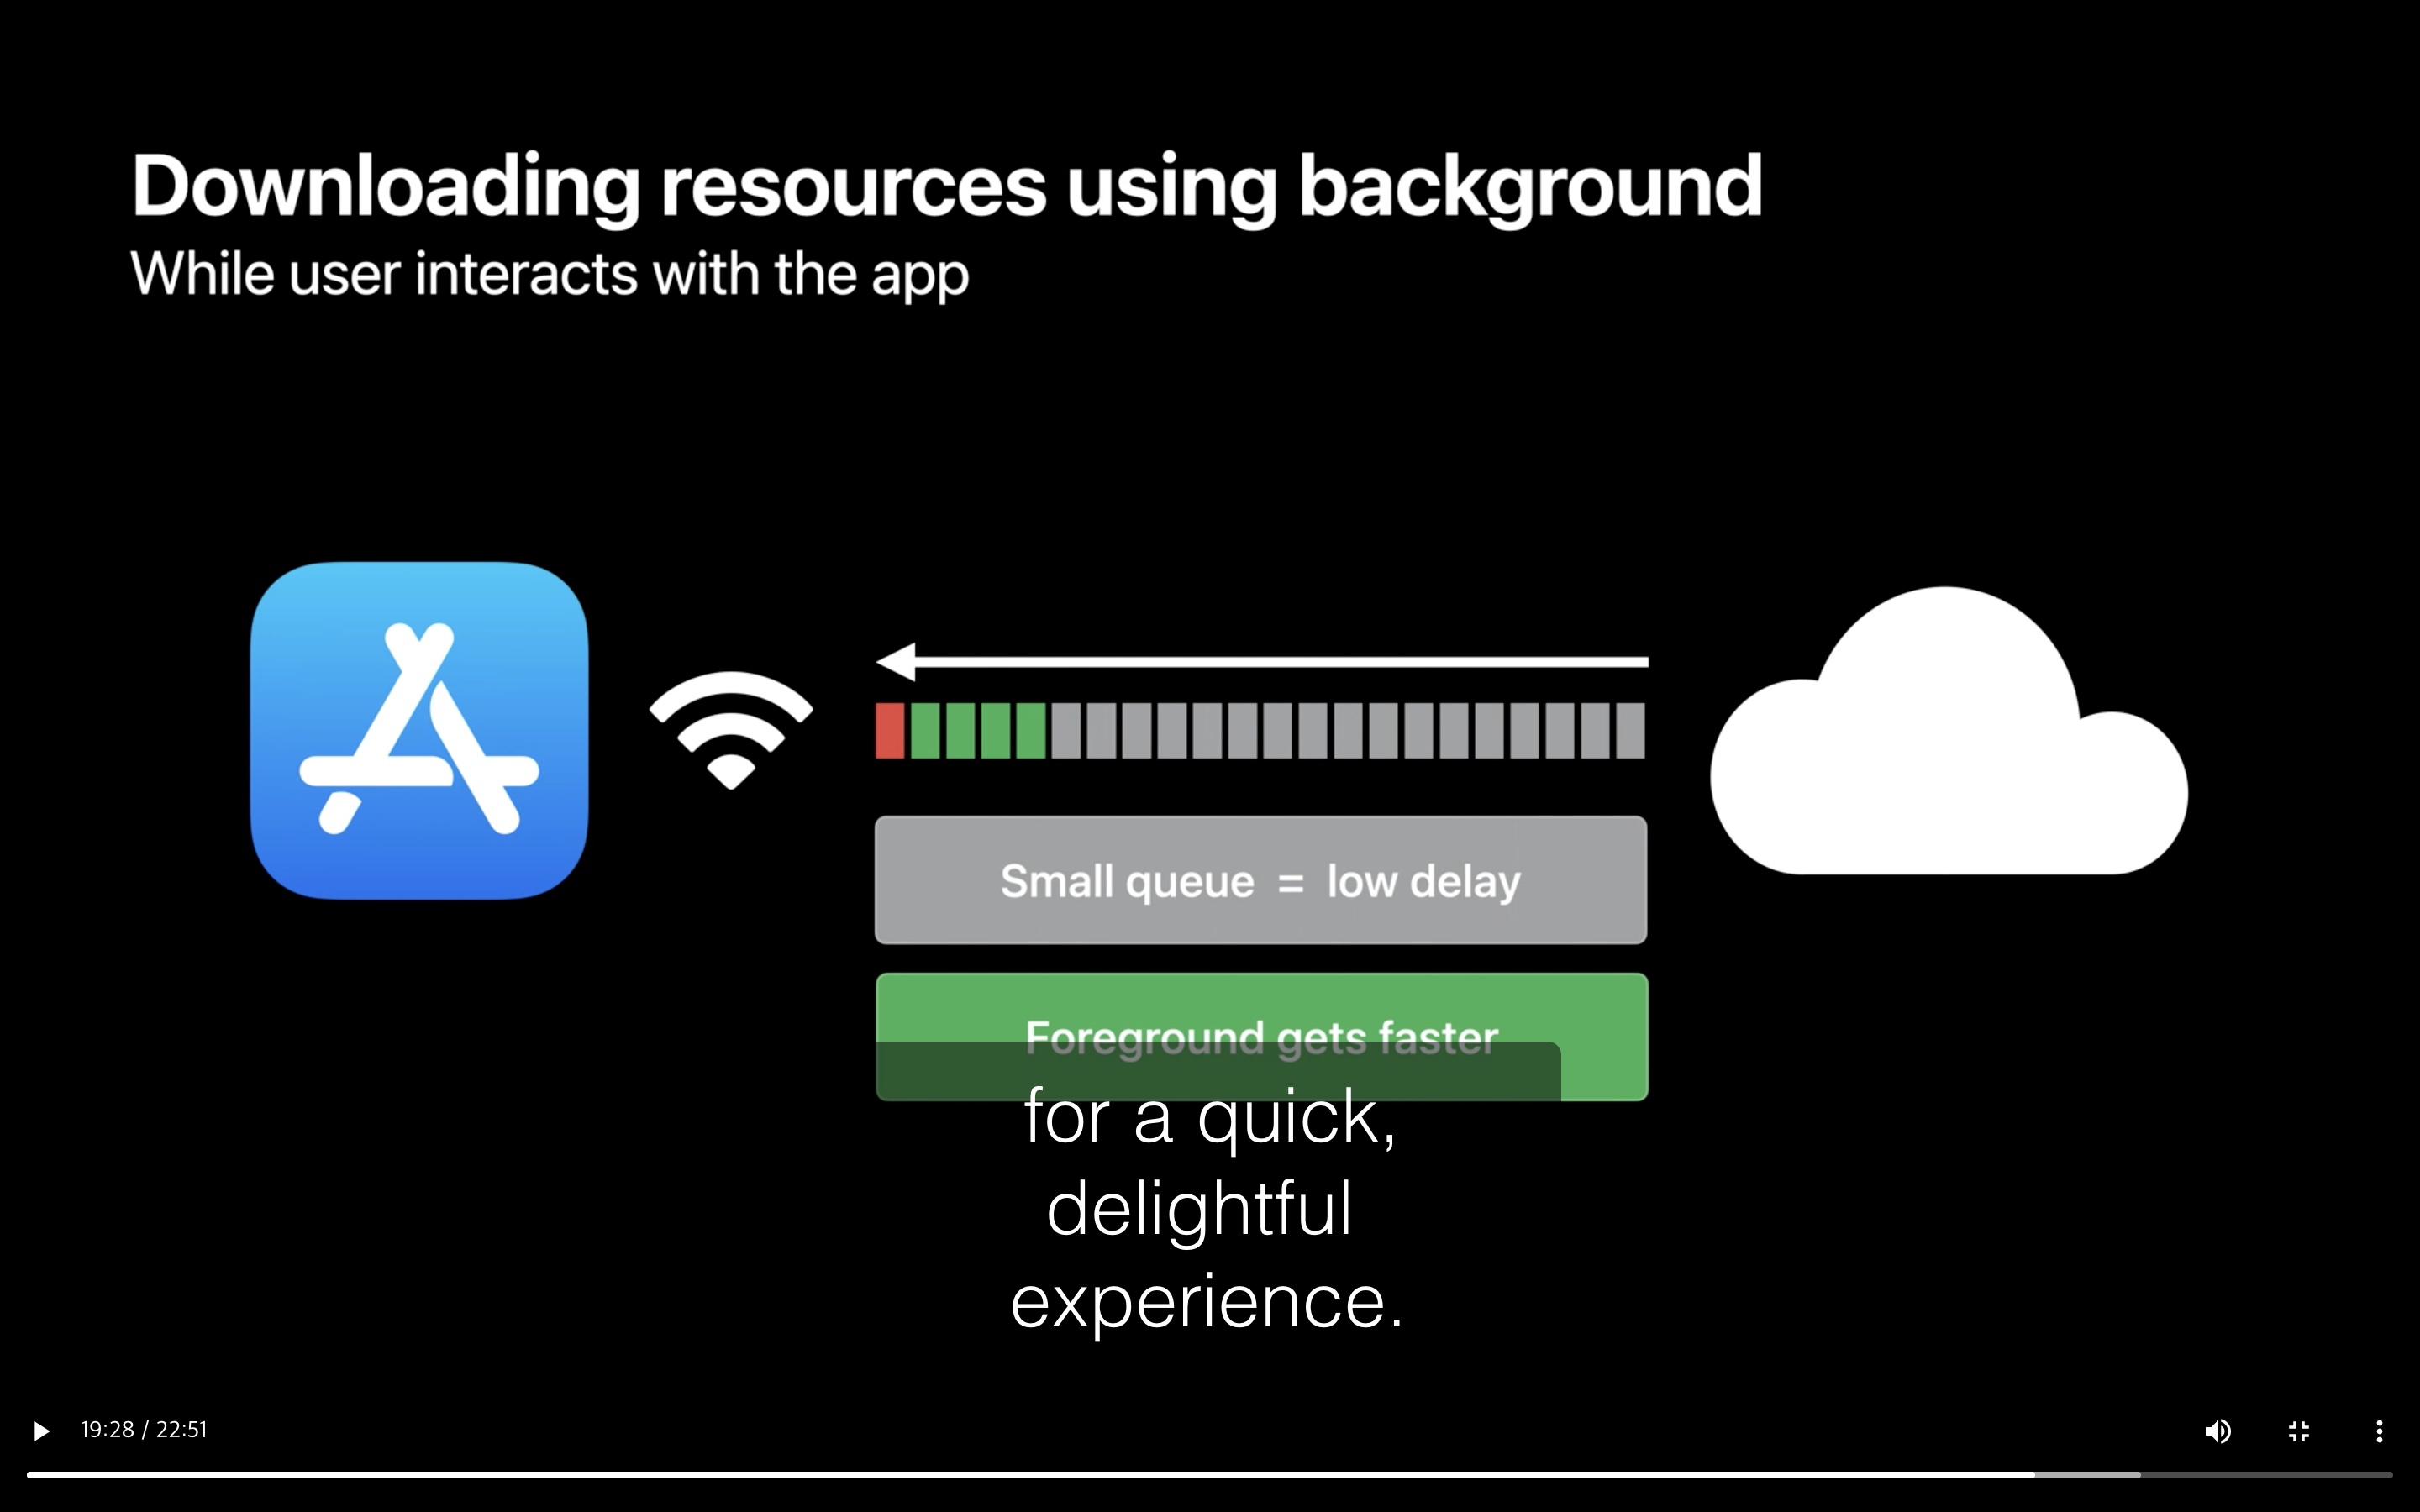 Downloading resources using background
While user interacts with the app
Small queue = low delay
Foreground gets faster
for a quick,
delightful
experience.
19:28 / 22:51